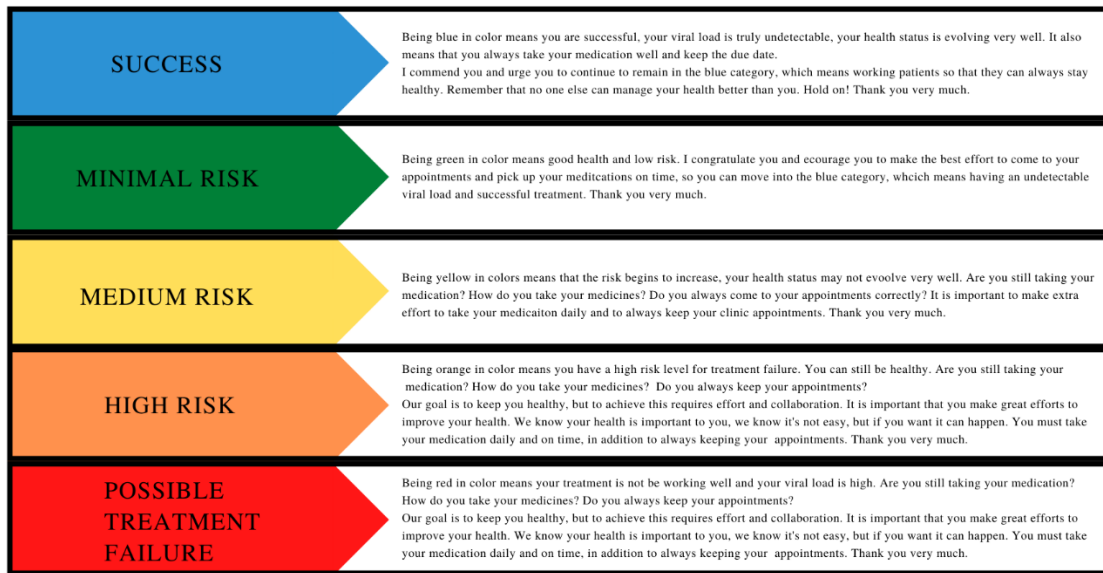 SUCCESS
Being blue in color means you are successful, your viral load is truly undetectable, your health status is evolving very well. It also
means that you always take your medication well and keep the due date.
I commend you and urge you to continue to remain in the blue category, which means working patients so that they can always stay
healthy. Remember that no one else can manage your health better than you. Hold on! Thank you very much.
MINIMAL RISK
Being green in color means good health and low risk. I congratulate you and ecourage you to make the best effort to come to your
appointments and pick up your meditcations on time, so you can move into the blue category, whcich means having an undetectable
viral load and successful treatment. Thank you very much.
MEDIUM RISK
Being yellow in colors means that the risk begins to increase, your health status may not evoolve very well. Are you still taking your
medication? How do you take your medicines? Do you always come to your appointments correctly? It is important to make extra
effort to take your medicaiton daily and to always keep your clinic appointments. Thank you very much.
HIGH RISK
Being orange in color means you have a high risk level for treatment failure. You can still be healthy. Are you still taking your
medication? How do you take your medicines? Do you always keep your appointments?
Our goal is to keep you healthy, but to achieve this requires effort and collaboration. It is important that you make great efforts to
improve your health. We know your health is important to you, we know it's not easy, but if you want it can happen. You must take
your medication daily and on time, in addition to always keeping your appointments. Thank you very much.
POSSIBLE
TREATMENT
FAILURE
Being red in color means your treatment is not be working well and your viral load is high. Are you still taking your medication?
How do you take your medicines? Do you always keep your appointments?
Our goal is to keep you healthy, but to achieve this requires effort and collaboration. It is important that you make great efforts to
improve your health. We know your health is important to you, we know it's not easy, but if you want it can happen. You must take
your medication daily and on time, in addition to always keeping your appointments. Thank you very much.